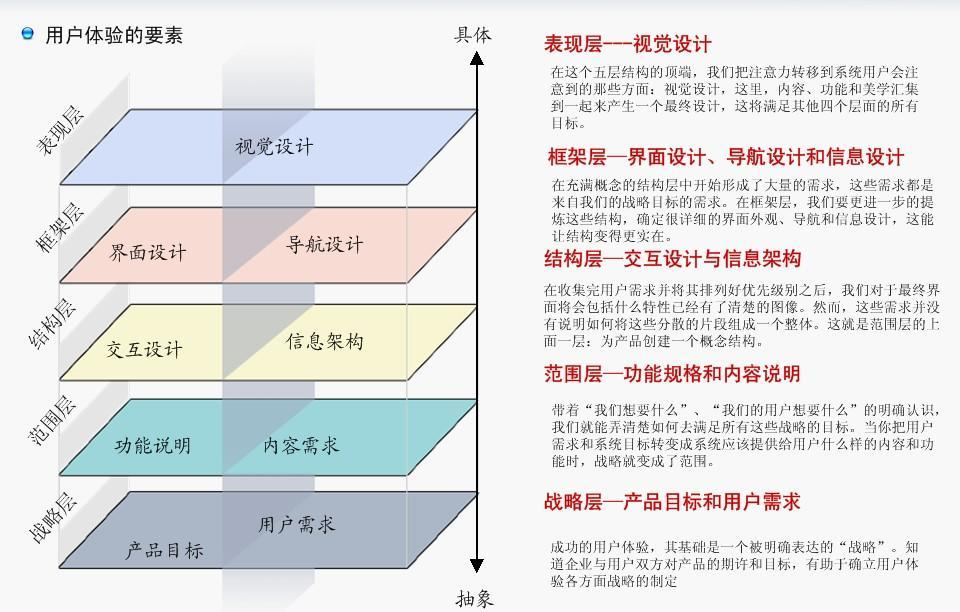 用户体验的要素
具体
表现层
视觉设计
框架层
界面设计
导航设计
结构层
交互设计
信息架构
范围层
功能说明
内容需求
战略层
用户需求
产品目标
抽象
表现层---视觉设计
在这个五层结构的顶端，我们把注意力转移到系统用户会注
意到的那些方面：视觉设计，这里，内容、功能和美学汇集
到一起来产生一个最终设计，这将满足其他四个层面的所有
目标。
框架层—界面设计、导航设计和信息设计
在充满概念的结构层中开始形成了大量的需求，这些需求都是
来自我们的战略目标的需求。在框架层，我们要更进一步的提
炼这些结构，确定很详细的界面外观、导航和信息设计，这能
让结构变得更实在。
结构层—交互设计与信息架构
在收集完用户需求并将其排列好优先级别之后，我们对于最终界
面将会包括什么特性已经有了清楚的图像。然而，这些需求并没
有说明如何将这些分散的片段组成一个整体。这就是范围层的上
面一层：为产品创建一个概念结构。
范围层—功能规格和内容说明
带着“我们想要什么”、“我们的用户想要什么”的明确认识，
我们就能弄清楚如何去满足所有这些战略的目标。当你把用户
需求和系统目标转变成系统应该提供给用户什么样的内容和功
能时，战略就变成了范围。
战略层—产品目标和用户需求
成功的用户体验，其基础是一个被明确表达的“战略”。知
道企业与用户双方对产品的期许和目标，有助于确立用户体
验各方面战略的制定